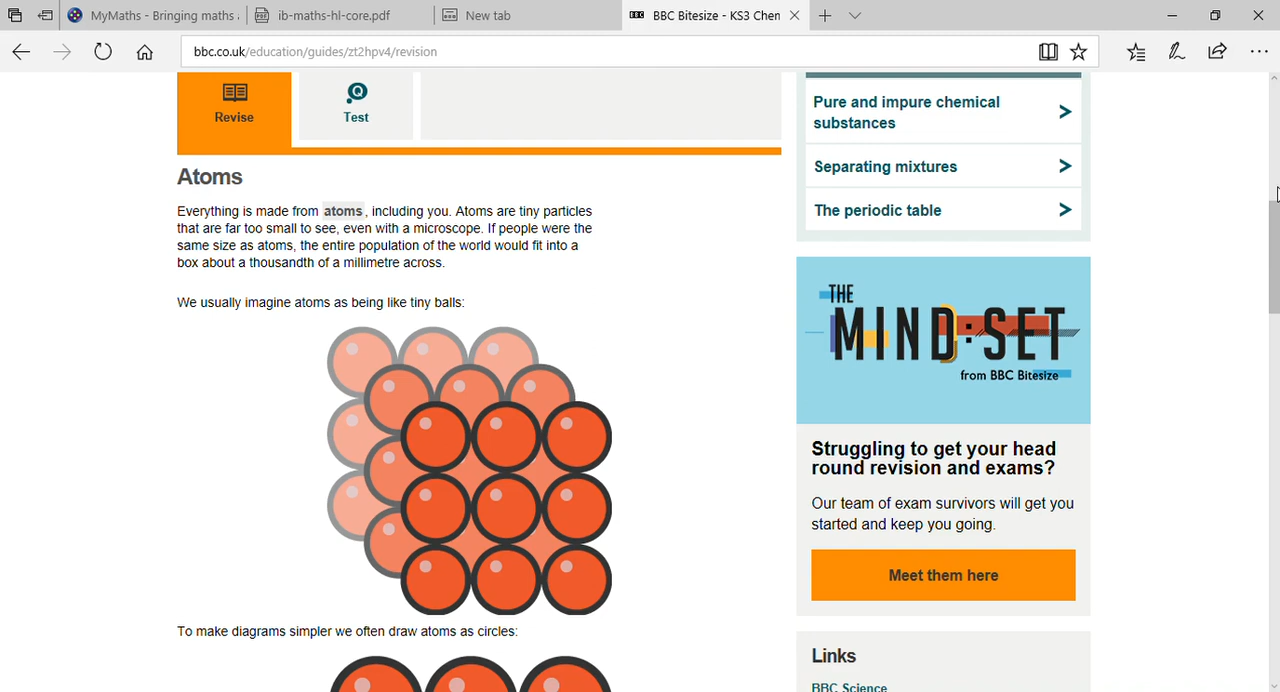 MyMaths - Bringing maths
ib-maths-hl-core.pdf
New tab
BBC
BBC Bitesize - KS3 Chem
bbc.co.uk/education/guides/zt2hpv4/revision
Revise
Q
Test
Atoms
Everything is made from atoms, including you. Atoms are tiny particles
that are far too small to see, even with a microscope. If people were the
same size as atoms, the entire population of the world would fit into a
box about a thousandth of a millimetre across.
We usually imagine atoms as being like tiny balls:
To make diagrams simpler we often draw atoms as circles:
Pure and impure chemical
substances
Separating mixtures
The periodic table
THE
MIND:SET
from BBC Bitesize
Struggling to get your head
round revision and exams?
Our team of exam survivors will get you
started and keep you going.
Meet them here
Links
BBC Science